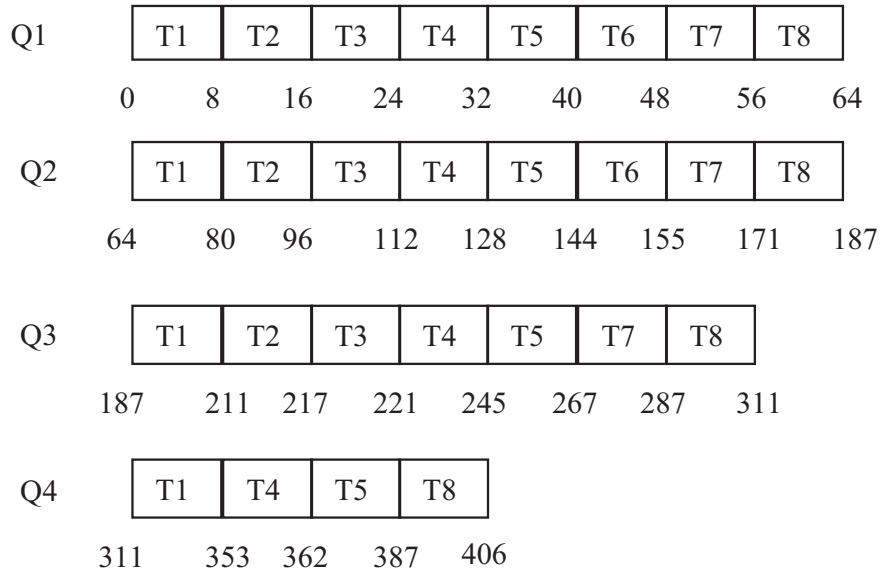 Q1 T1 T2 T3 T4 T5 T6 T7 T8
0 8 16 24 32 40 48 56 64
Q2 T1 T2 T3 T4 T5 T6 T7 T8
64 80 96 112 128 144 155 171 187
Q3 T1 T2 T3 T4 T5 T7 T8
187 211 217 221 245 267 287 311
Q4 T1 T4 T5 T8
311 353 362 387 406